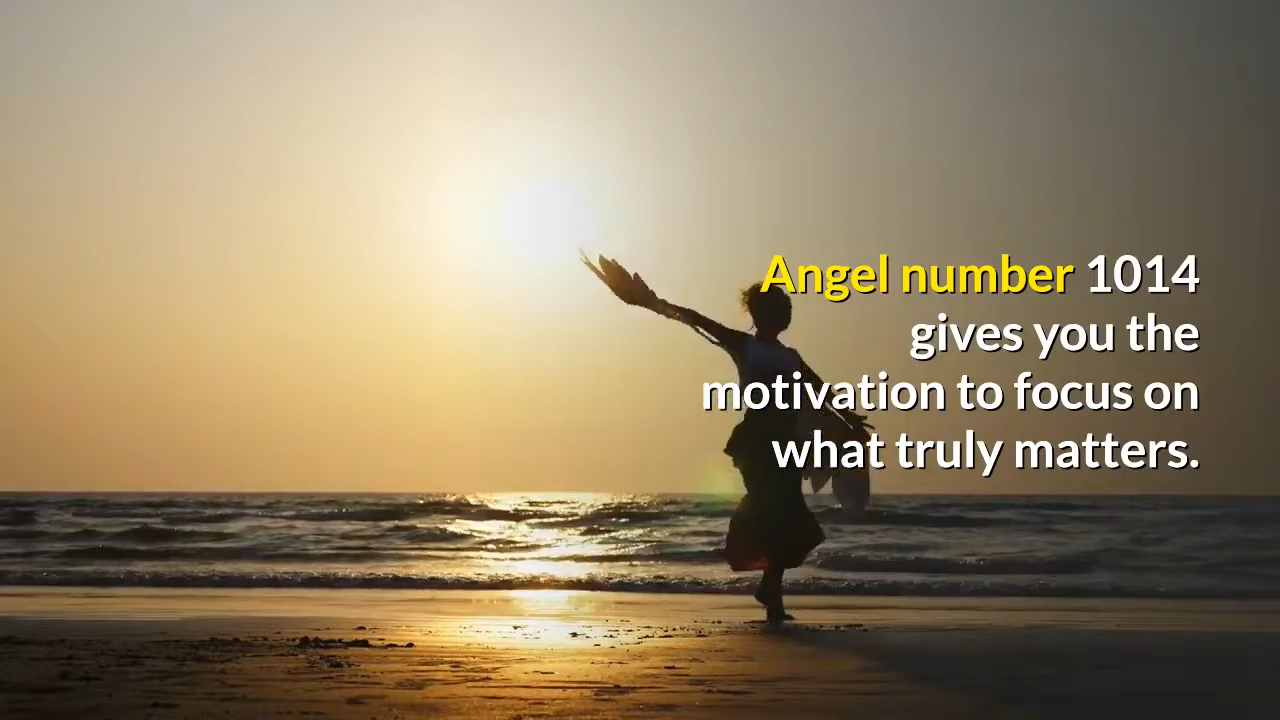 Angel number 1014
gives you the
motivation to focus on
what truly matters.